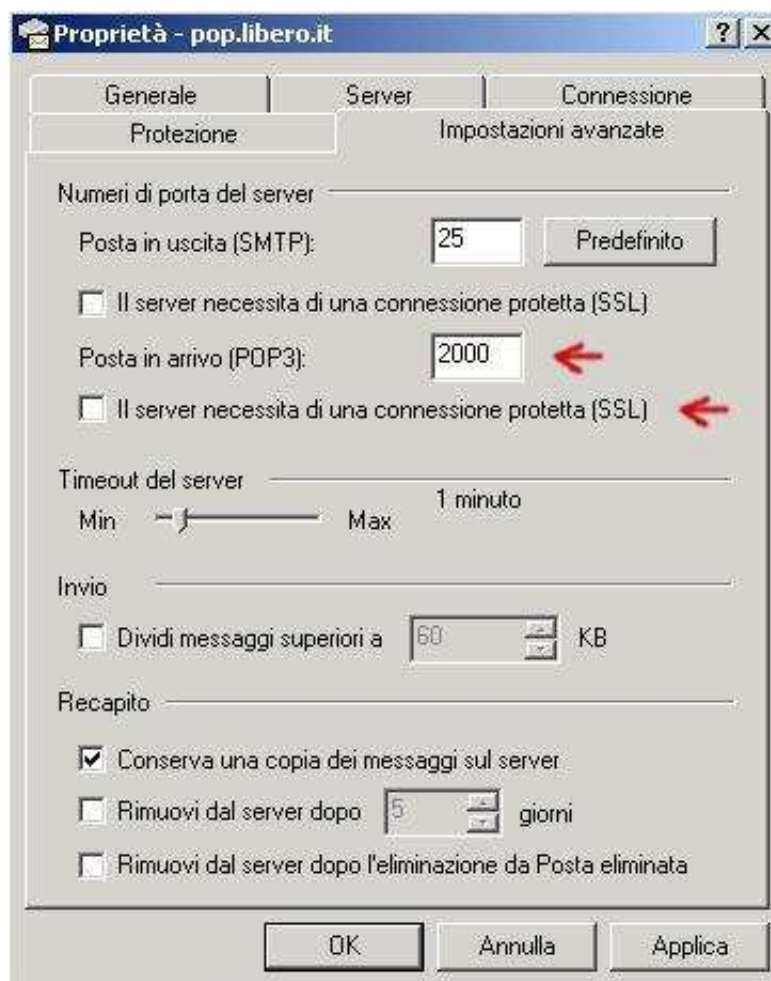 Proprietà - pop.libero.it
Generale Server Connessione
Protezione Impostazioni avanzate
Numeri di porta del server
Posta in uscita (SMTP): 25 Predefinito
Il server necessita di una connessione protetta (SSL)
Posta in arrivo (POP3): 2000
Il server necessita di una connessione protetta (SSL)
Timeout del server
Min Max 1 minuto
Invio
Dividi messaggi superiori a 60 KB
Recapito
Conserva una copia dei messaggi sul server
Rimuovi dal server dopo 5 giorni
Rimuovi dal server dopo l'eliminazione da Posta eliminata
OK Annulla Applica